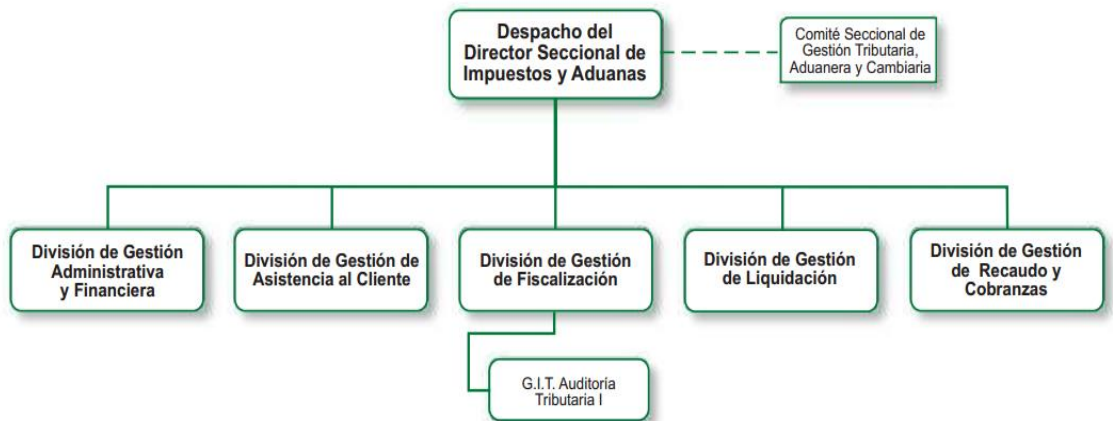 Despacho del
Director Seccional de
Impuestos y Aduanas
Comité Seccional de
Gestión Tributaria,
Aduanera y Cambiaria
División de Gestión
Administrativa
y Financiera
División de Gestión de
Asistencia al Cliente
División de Gestión
de Fiscalización
División de Gestión
de Liquidación
División de Gestión
de Recaudo y
Cobranzas
G.I.T. Auditoría
Tributaria I